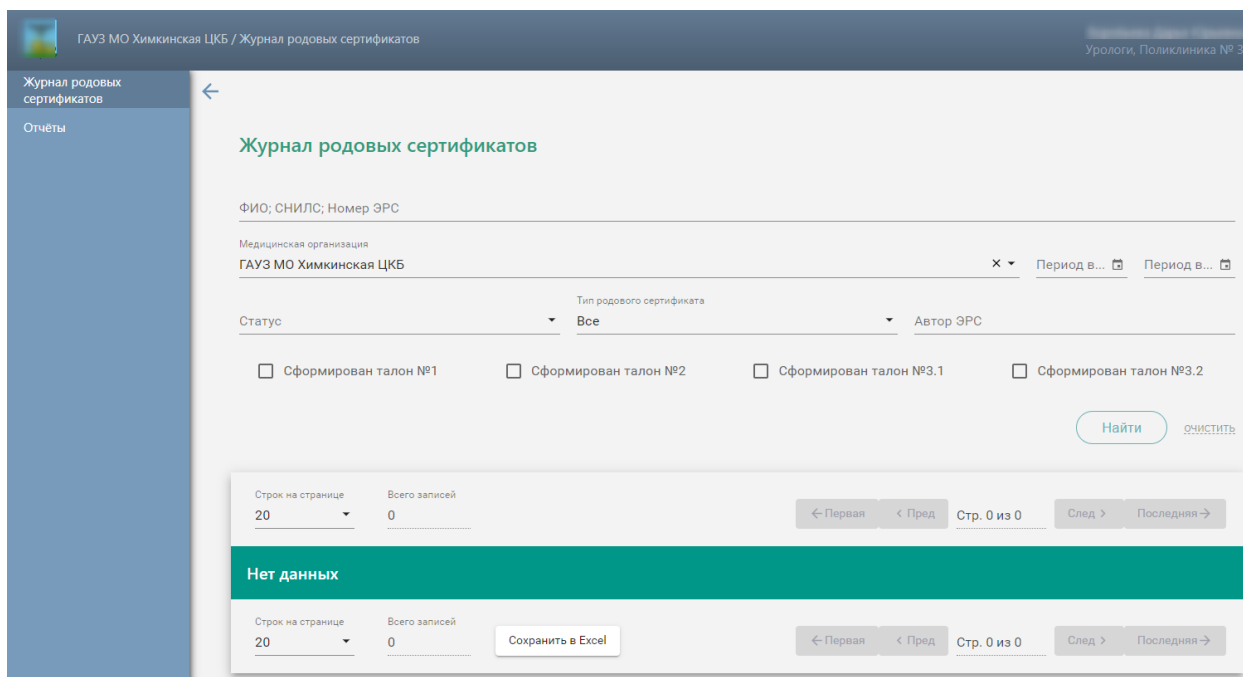 ГАУЗ МО Химкинская ЦКБ / Журнал родовых сертификатов
Урологи, Поликлиника № 3
Журнал родовых
сертификатов
Отчёты
Журнал родовых сертификатов
ФИО; СНИЛС; Номер ЭРС
Медицинская организация
ГАУЗ МО Химкинская ЦКБ
Период в... Период в...
Тип родового сертификата
Статус Все Автор ЭРС
Сформирован талон №1 Сформирован талон №2 Сформирован талон №3.1 Сформирован талон №3.2
Найти очистить
Строк на странице Всего записей
20 0 Первая Пред Стр. 0 из 0 След Последняя
Нет данных
Строк на странице Всего записей
20 0 Сохранить в Excel Первая Пред Стр. 0 из 0 След Последняя